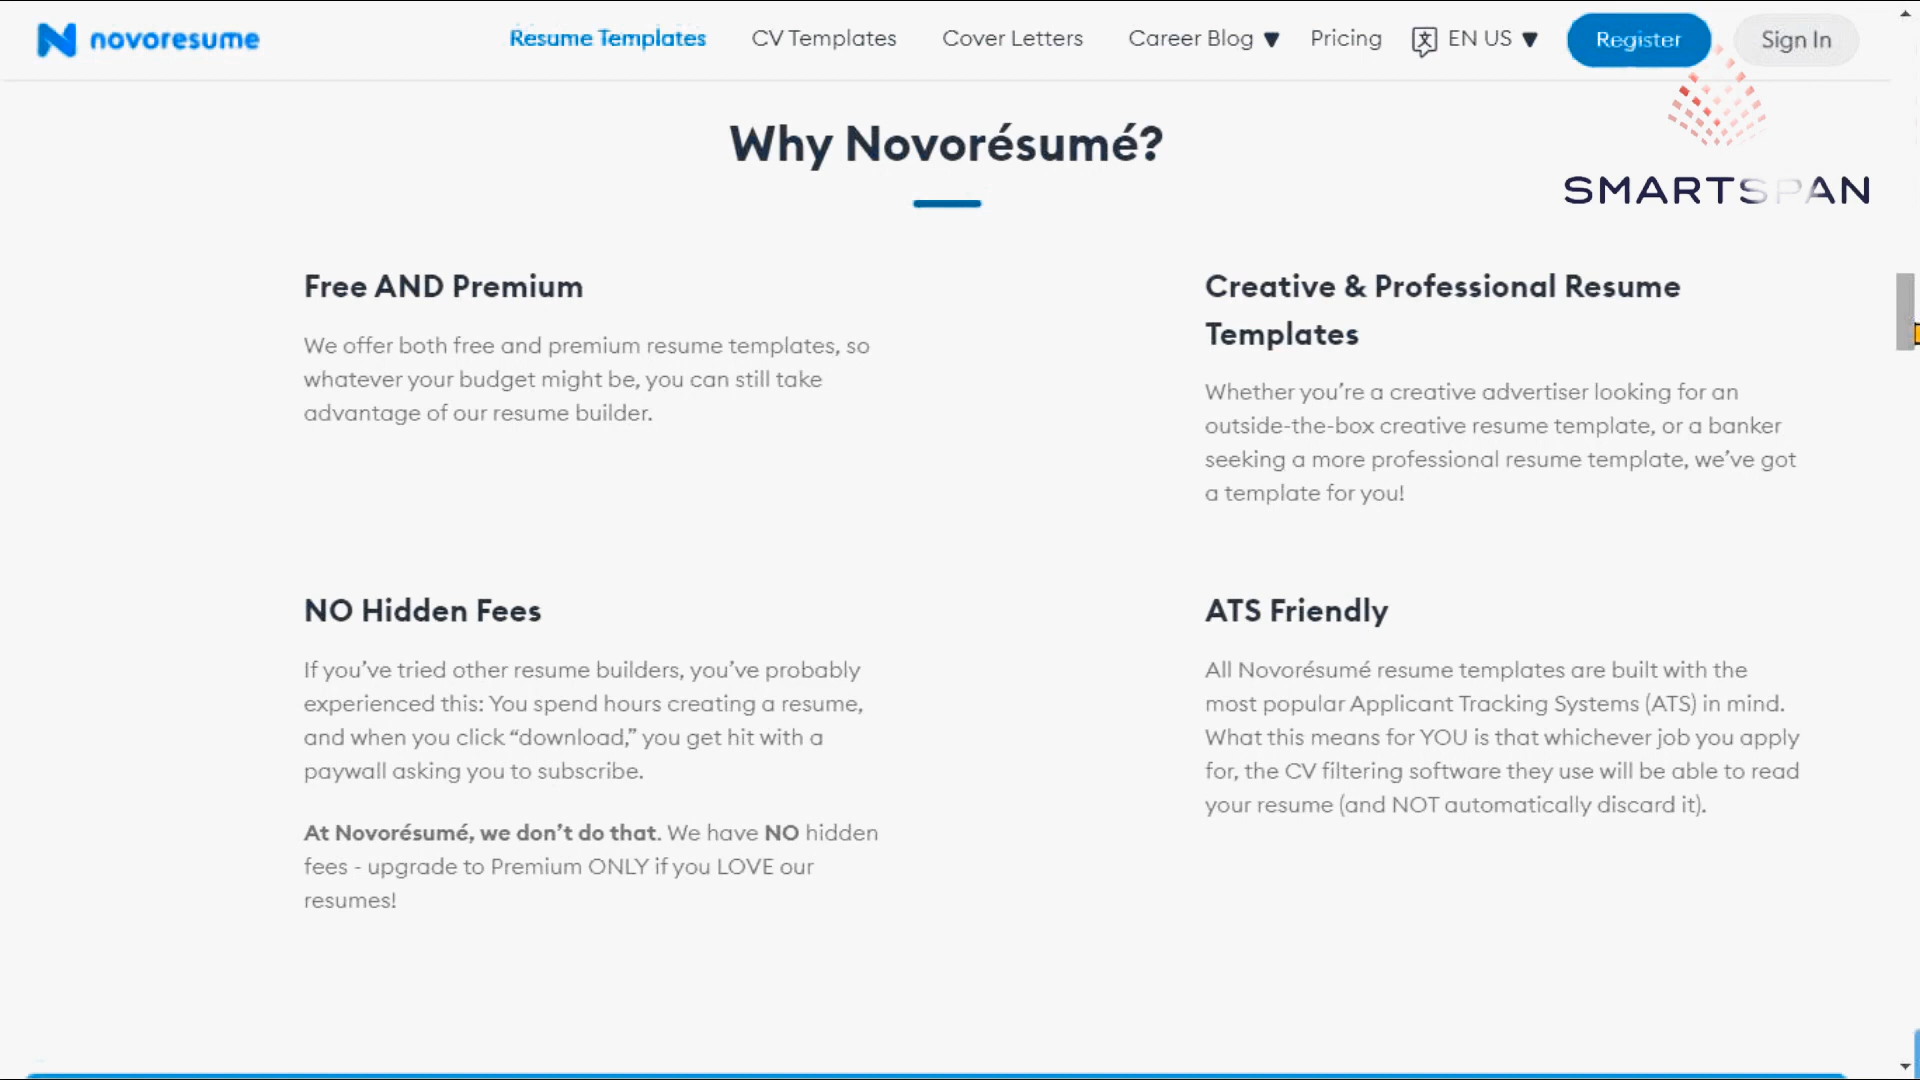 novoresume
Resume Templates CV Templates Cover Letters Career Blog Pricing EN US Register Sign In
SMARTSPAN
Why Novorésumé?
Free AND Premium
We offer both free and premium resume templates, so
whatever your budget might be, you can still take
advantage of our resume builder.
Creative & Professional Resume
Templates
Whether you’re a creative advertiser looking for an
outside-the-box creative resume template, or a banker
seeking a more professional resume template, we’ve got
a template for you!
NO Hidden Fees
If you’ve tried other resume builders, you’ve probably
experienced this: You spend hours creating a resume,
and when you click “download,” you get hit with a
paywall asking you to subscribe.
At Novorésumé, we don’t do that. We have NO hidden
fees - upgrade to Premium ONLY if you LOVE our
resumes!
ATS Friendly
All Novorésumé resume templates are built with the
most popular Applicant Tracking Systems (ATS) in mind.
What this means for YOU is that whichever job you apply
for, the CV filtering software they use will be able to read
your resume (and NOT automatically discard it).